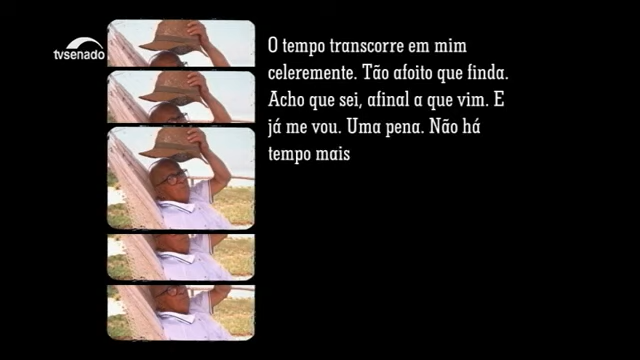 tvsenado
O tempo transcorre em mim
celeremente. Tão afoito que finda.
Acho que sei, afinal a que vim. E
já me vou. Uma pena. Não há
tempo mais